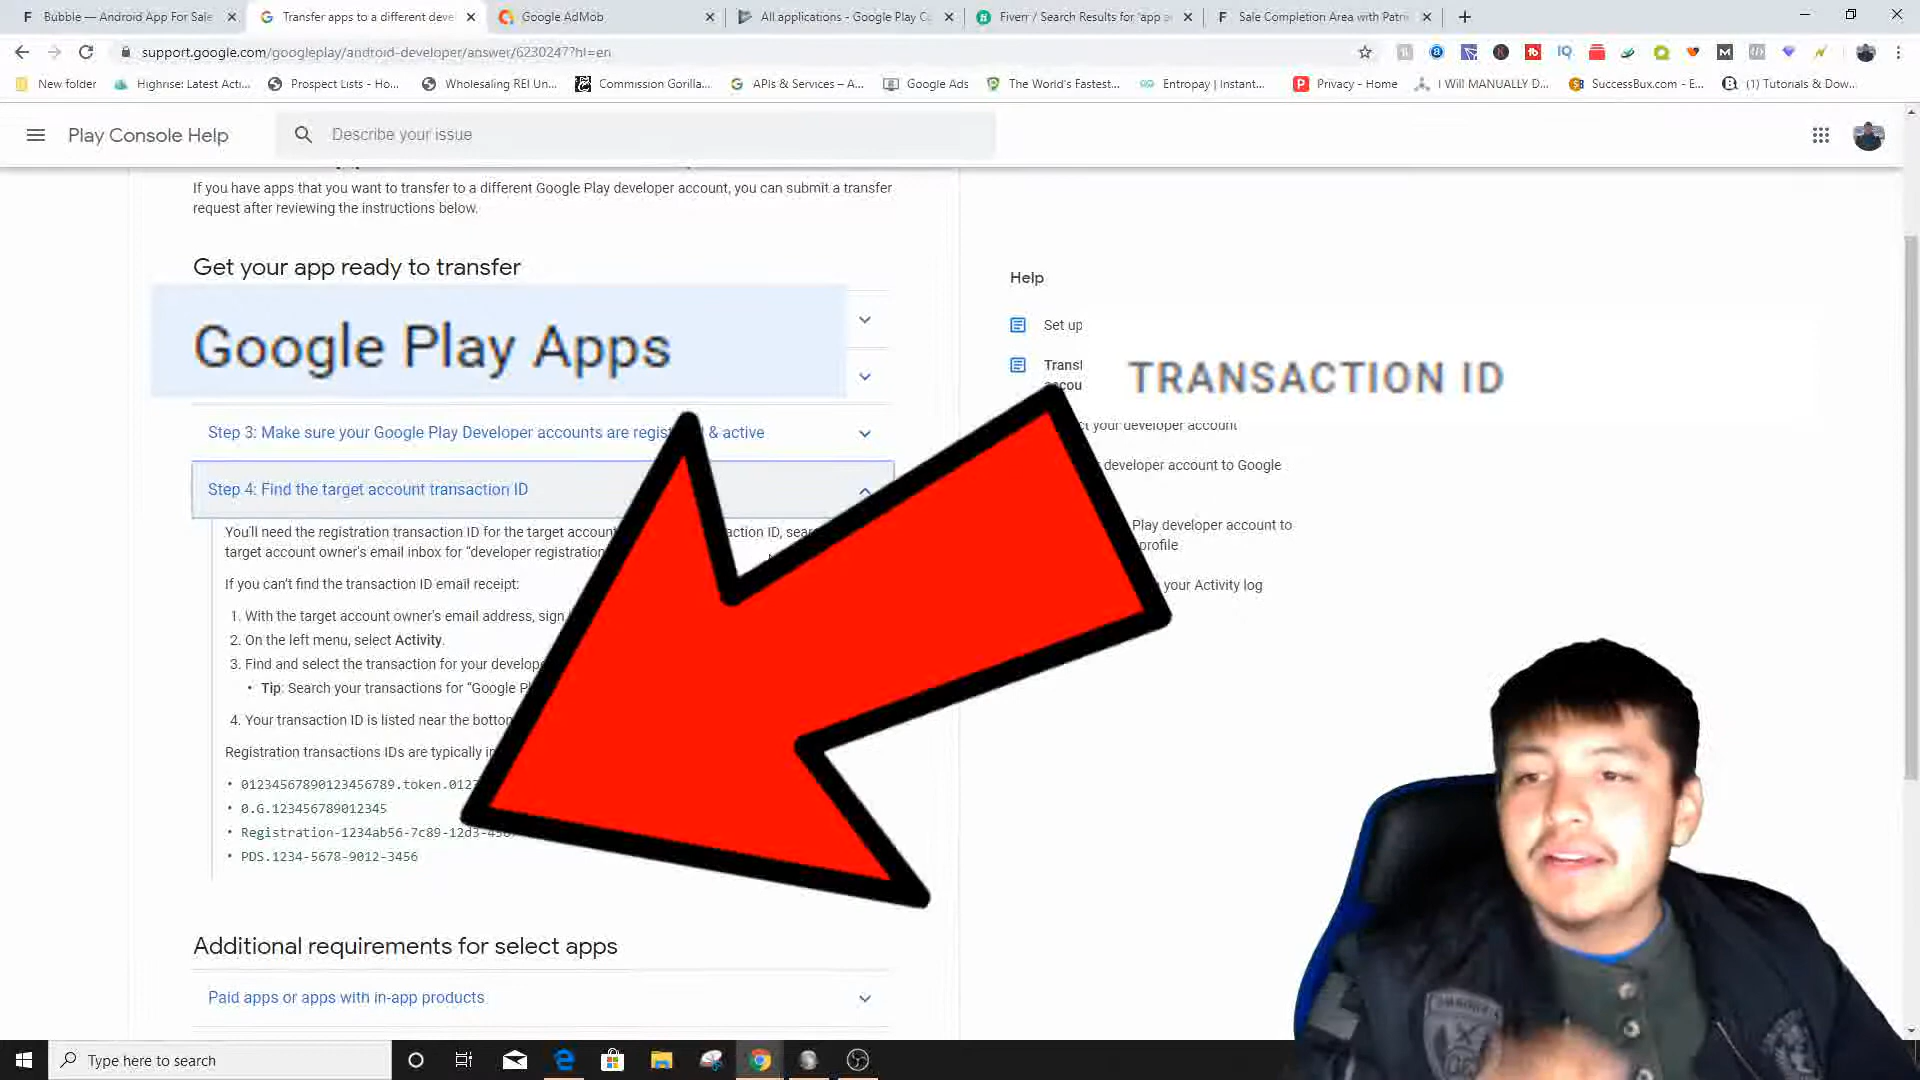 Bubble — Android App For Sale
Transfer apps to a different deve
Google AdMob
All applications - Google Play C
Fiverr / Search Results for 'app
Sale Completion Area with Patri
support.google.com/googleplay/android-developer/answer/6230247?hl=en
New folder
Highrise: Latest Acti...
Prospect Lists - Ho...
Wholesaling REI Un...
Commission Gorilla...
APIs & Services – A...
Google Ads
The World's Fastest...
Entropay | Instant...
Privacy - Home
I Will MANUALLY D...
SuccessBux.com - E...
(1) Tutorials & Dow...
Play Console Help
Describe your issue
If you have apps that you want to transfer to a different Google Play developer account, you can submit a transfer
request after reviewing the instructions below.
Get your app ready to transfer
Google Play Apps
Step 3: Make sure your Google Play Developer accounts are regist & active
Step 4: Find the target account transaction ID
You'll need the registration transaction ID for the target account action ID, sear
target account owner's email inbox for "developer registration
If you can't find the transaction ID email receipt:
1. With the target account owner's email address, sign
2. On the left menu, select Activity.
3. Find and select the transaction for your develope
• Tip: Search your transactions for "Google Pl
4. Your transaction ID is listed near the bottom
Registration transactions IDs are typically in
• 01234567890123456789.token.012
• 0.G.123456789012345
• Registration-1234ab56-7c89-12d3-4567
• PDS.1234-5678-9012-3456
Additional requirements for select apps
Paid apps or apps with in-app products
Help
Set up
Transf
accou
TRANSACTION ID
ct your developer account
developer account to Google
Play developer account to
profile
your Activity log
Type here to search